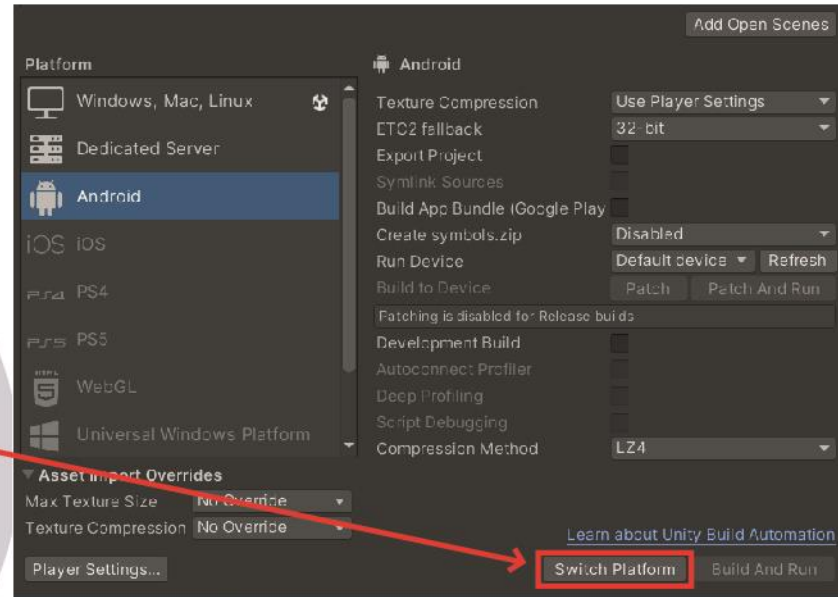 Add Open Scenes
Platform
Windows, Mac, Linux
Dedicated Server
Android
iOS iOS
PS4
PS5
HTML
5 WebGL
Universal Windows Platform
Android
Texture Compression Use Player Settings
ETC2 fallback 32-bit
Export Project
Symlink Sources
Build App Bundle (Google Play
Create symbols.zip Disabled
Run Device Default device Refresh
Build to Device Patch Patch And Run
Patching is disabled for Release builds
Development Build
Autoconnect Profiler
Deep Profiling
Script Debugging
Compression Method LZ4
Asset Import Overrides
Max Texture Size No Override
Texture Compression No Override
Learn about Unity Build Automation
Player Settings... Switch Platform Build And Run